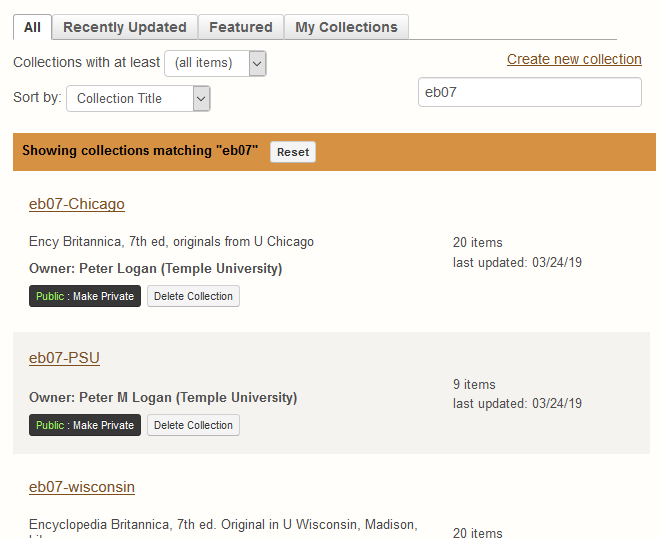 All Recently Updated Featured My Collections
Collections with at least (all items) Create new collection
Sort by: Collection Title eb07
Showing collections matching "eb07" Reset
eb07-Chicago
Ency Britannica, 7th ed, originals from U Chicago
20 items
Owner: Peter Logan (Temple University)
last updated: 03/24/19
Public : Make Private Delete Collection
eb07-PSU
9 items
Owner: Peter M Logan (Temple University)
last updated: 03/24/19
Public : Make Private Delete Collection
eb07-wisconsin
Encyclopedia Britannica, 7th ed. Original in U Wisconsin, Madison,
20 items